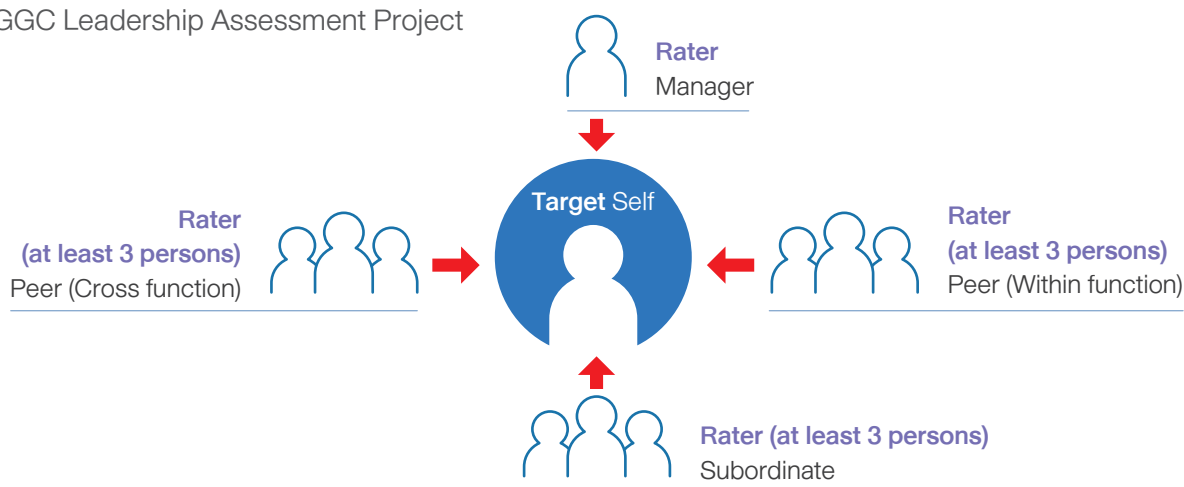 GGC Leadership Assessment Project
Rater
Manager
Target Self
Rater
(at least 3 persons)
Peer (Cross function)
Rater
(at least 3 persons)
Peer (Within function)
Rater (at least 3 persons)
Subordinate